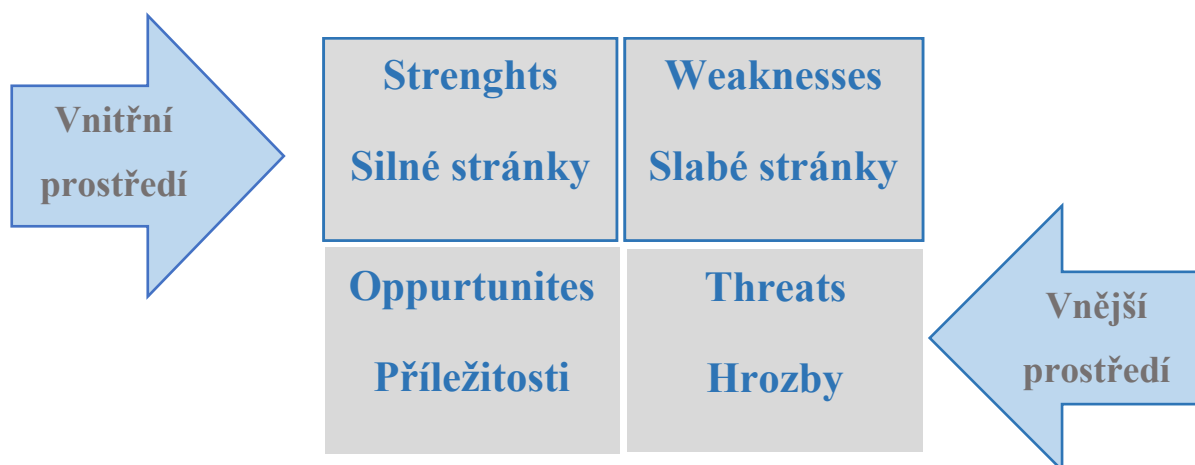 Vnitřní
prostředí
Strenghts
Silné stránky
Weaknesses
Slabé stránky
Oppurtunites
Příležitosti
Threats
Hrozby
Vnější
prostředí